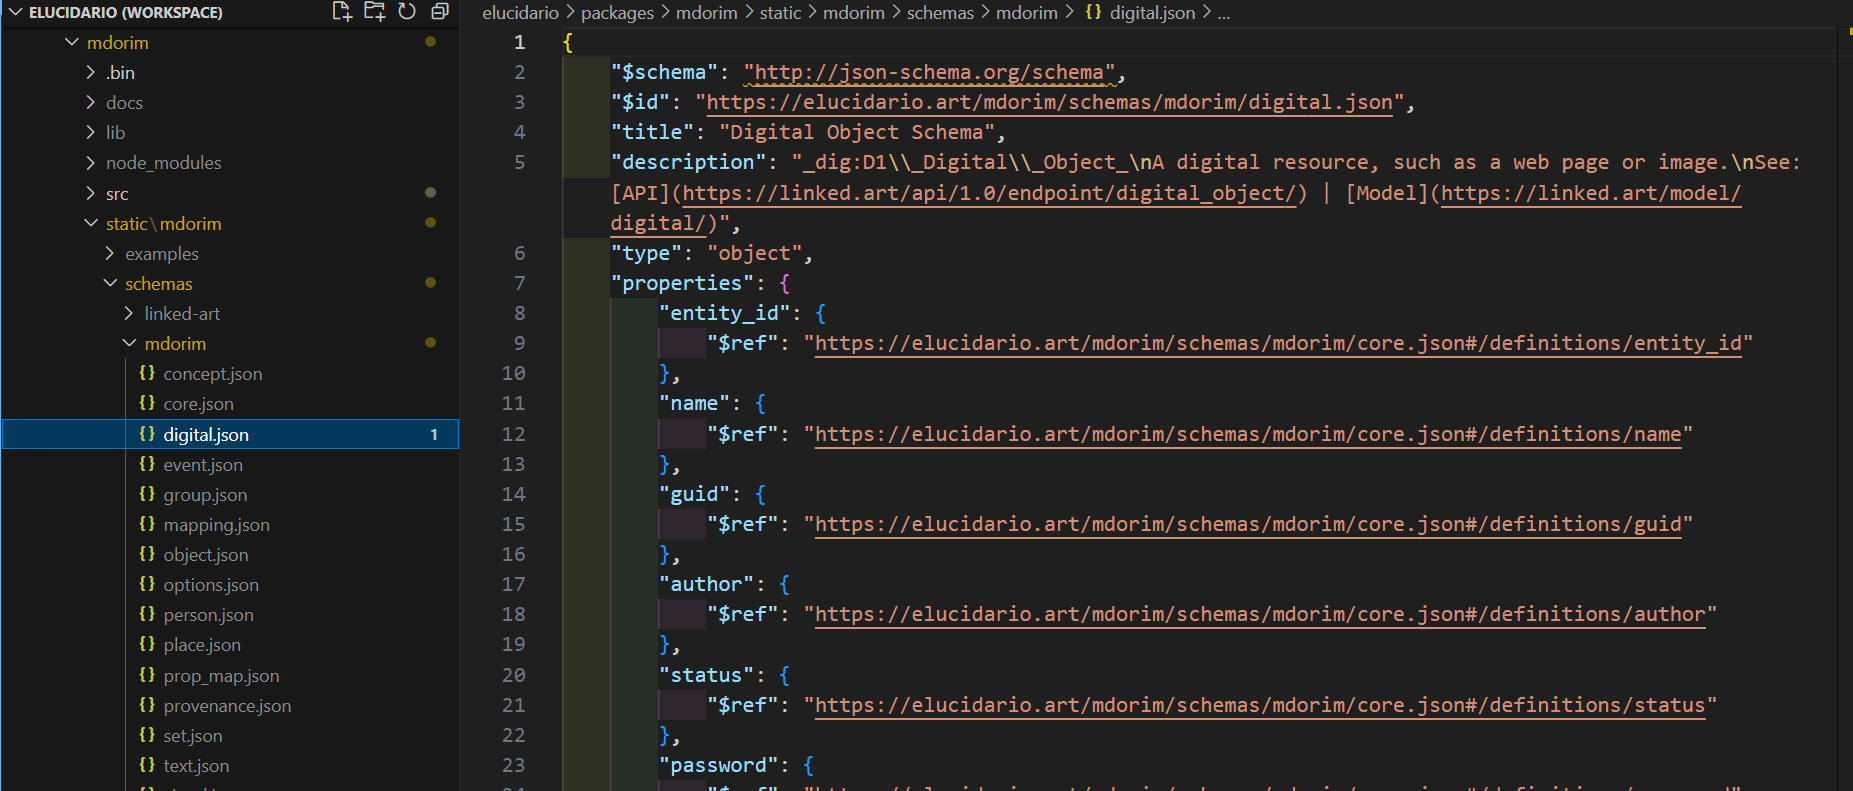 ELUCIDARIO (WORKSPACE)
mdorim
.bin
docs
lib
node_modules
src
static\mdorim
examples
schemas
linked-art
mdorim
concept.json
core.json
digital.json 1
event.json
group.json
mapping.json
object.json
options.json
person.json
place.json
prop_map.json
provenance.json
set.json
text.json
elucidario > packages > mdorim > static > mdorim > schemas > mdorim > {} digital.json > ...
1 {
2 "$schema": "http://json-schema.org/schema",
3 "$id": "https://elucidario.art/mdorim/schemas/mdorim/digital.json",
4 "title": "Digital Object Schema",
5 "description": "_dig:D1\\_Digital\\_Object_\nA digital resource, such as a web page or image.\nSee:
[API](https://linked.art/api/1.0/endpoint/digital_object/) | [Model](https://linked.art/model/
digital/)",
6 "type": "object",
7 "properties": {
8 "entity_id": {
9 "$ref": "https://elucidario.art/mdorim/schemas/mdorim/core.json#/definitions/entity_id"
10 },
11 "name": {
12 "$ref": "https://elucidario.art/mdorim/schemas/mdorim/core.json#/definitions/name"
13 },
14 "guid": {
15 "$ref": "https://elucidario.art/mdorim/schemas/mdorim/core.json#/definitions/guid"
16 },
17 "author": {
18 "$ref": "https://elucidario.art/mdorim/schemas/mdorim/core.json#/definitions/author"
19 },
20 "status": {
21 "$ref": "https://elucidario.art/mdorim/schemas/mdorim/core.json#/definitions/status"
22 },
23 "password": {